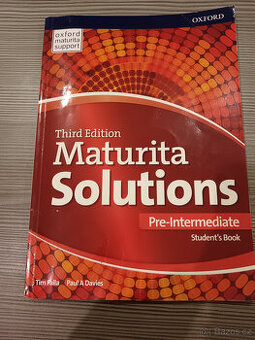 OXFORD
oxford
maturita
support
Third Edition
Maturita
Solutions
Pre-Intermediate
Student's Book
Tim Falla Paul A Davies